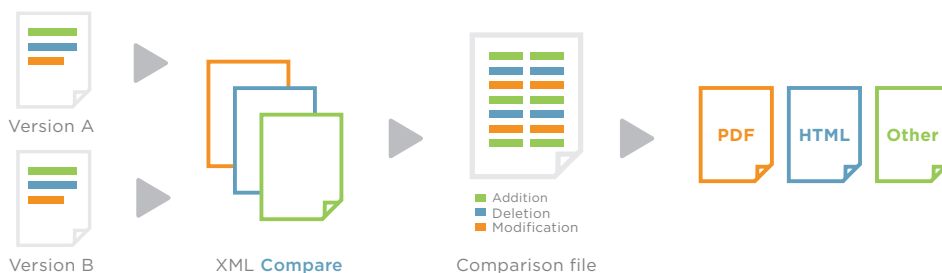 Version A
Version B
XML Compare
Addition
Deletion
Modification
Comparison file
PDF
HTML
Other